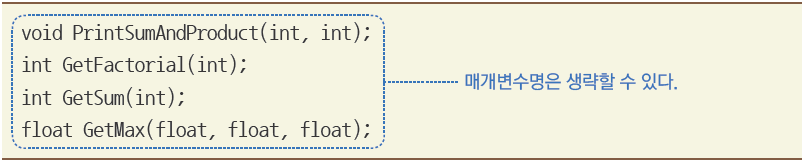 void PrintSumAndProduct(int, int);
int GetFactorial(int);
int GetSum(int);
float GetMax(float, float, float);
매개변수명은 생략할 수 있다.